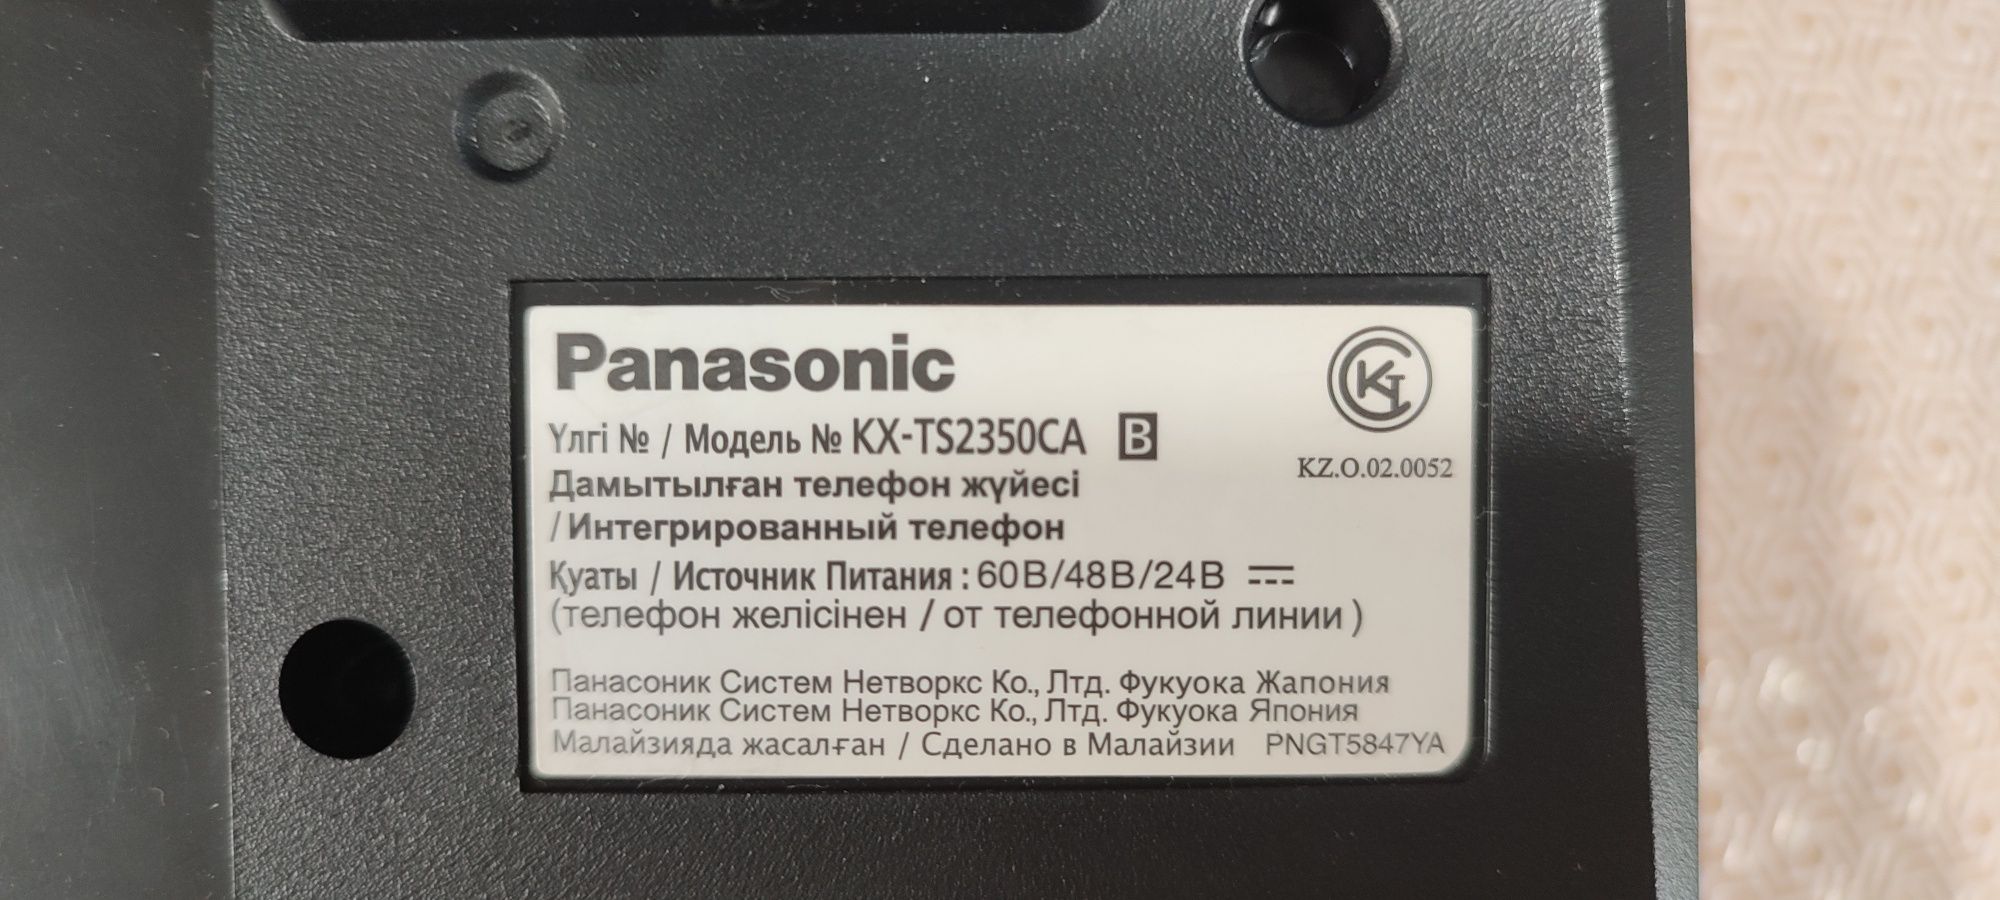 Panasonic
Үлгі № / Модель № KX-TS2350CA B
KZ.O.02.0052
Дамытылған телефон жүйесі
/ Интегрированный телефон
Қуаты / Источник Питания : 60В/48В/24В
(телефон желісінен / от телефонной линии )
Панасоник Систем Нетворкс Ко., Лтд. Фукуока Жапония
Панасоник Систем Нетворкс Ко., Лтд. Фукуока Япония
Малайзияда жасалған / Сделано в Малайзии PNGT5847YA